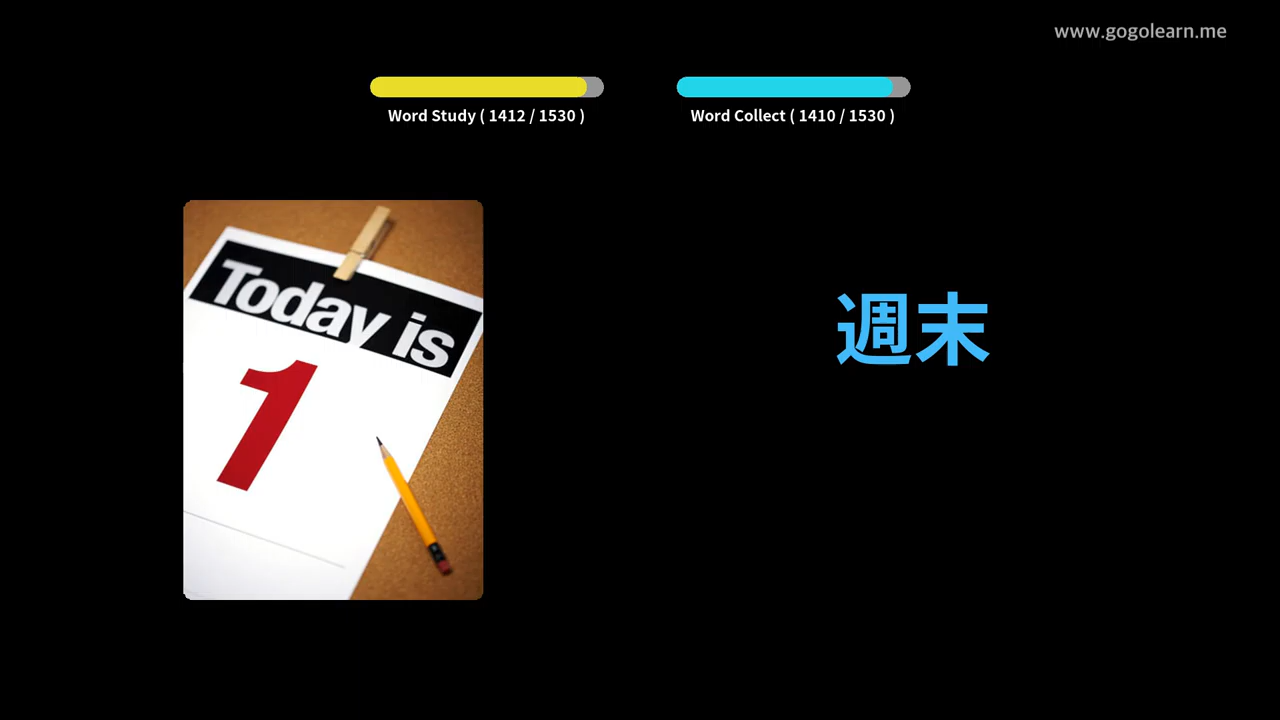 www.gogolearn.me
Word Study ( 1412 / 1530 )
Word Collect ( 1410 / 1530 )
Today is
1
週末